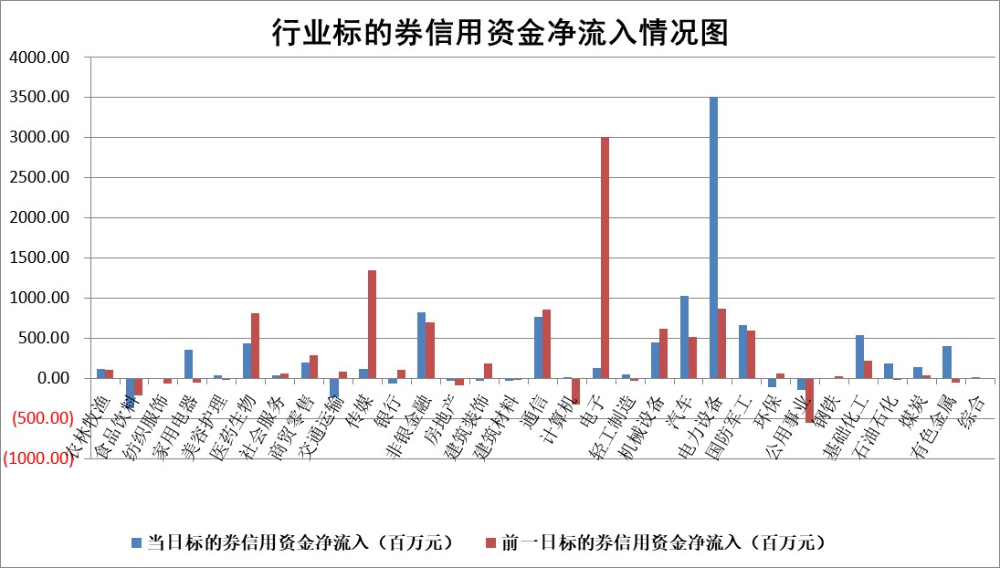 行业标的券信用资金净流入情况图
4000.00
3500.00
3000.00
2500.00
2000.00
1500.00
1000.00
500.00
0.00
(500.00)
(1000.00)
农林牧渔
食品饮料
纺织服饰
家用电器
美容护理
医药生物
社会服务
商贸零售
交通运输
传媒
银行
非银金融
房地产
建筑装饰
建筑材料
通信
计算机
电子
轻工制造
机械设备
汽车
电力设备
国防军工
环保
公用事业
钢铁
基础化工
石油石化
煤炭
有色金属
综合
当日标的券信用资金净流入（百万元）
前一日标的券信用资金净流入（百万元）